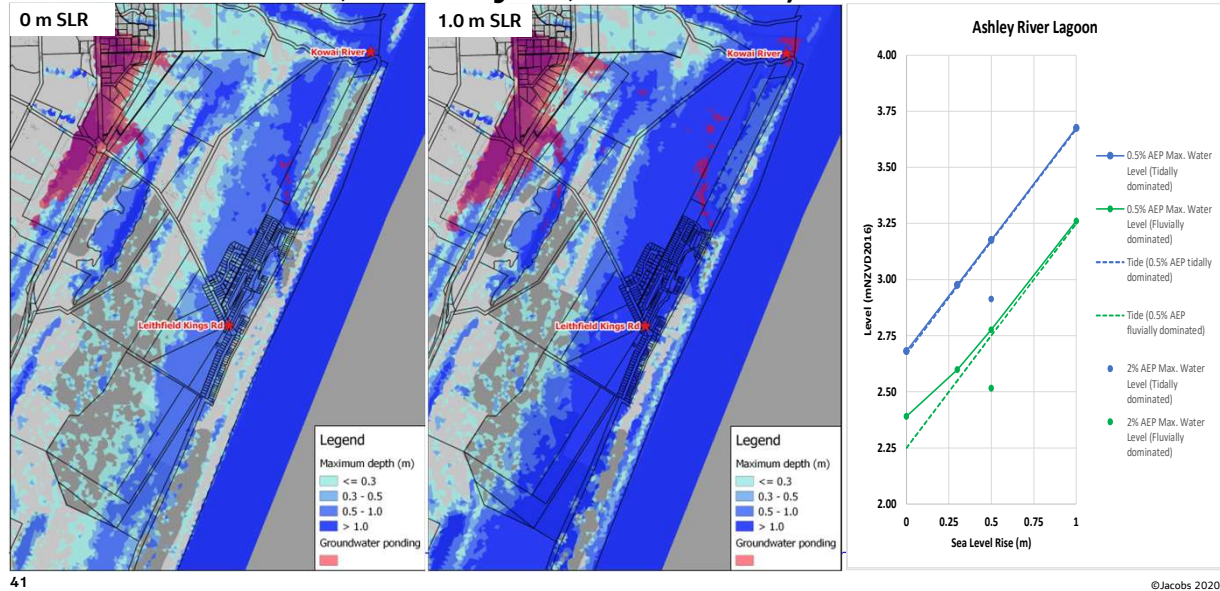 0 m SLR
Kowai River
Leithfield Kings Rd
Legend
Maximum depth (m)
<= 0.3
0.3 - 0.5
0.5 - 1.0
> 1.0
Groundwater ponding
1.0 m SLR
Kowai River
Leithfield Kings Rd
Legend
Maximum depth (m)
<= 0.3
0.3 - 0.5
0.5 - 1.0
> 1.0
Groundwater ponding
Ashley River Lagoon
Level (mNZVD2016)
4.00
3.75
3.50
3.25
3.00
2.75
2.50
2.25
2.00
0
0.25
0.5
0.75
1
Sea Level Rise (m)
0.5% AEP Max. Water
Level (Tidally
dominated)
0.5% AEP Max. Water
Level (Fluvially
dominated)
Tide (0.5% AEP tidally
dominated)
Tide (0.5% AEP
fluvially dominated)
2% AEP Max. Water
Level (Tidally
dominated)
2% AEP Max. Water
Level (Fluvially
dominated)
41
©Jacobs 2020